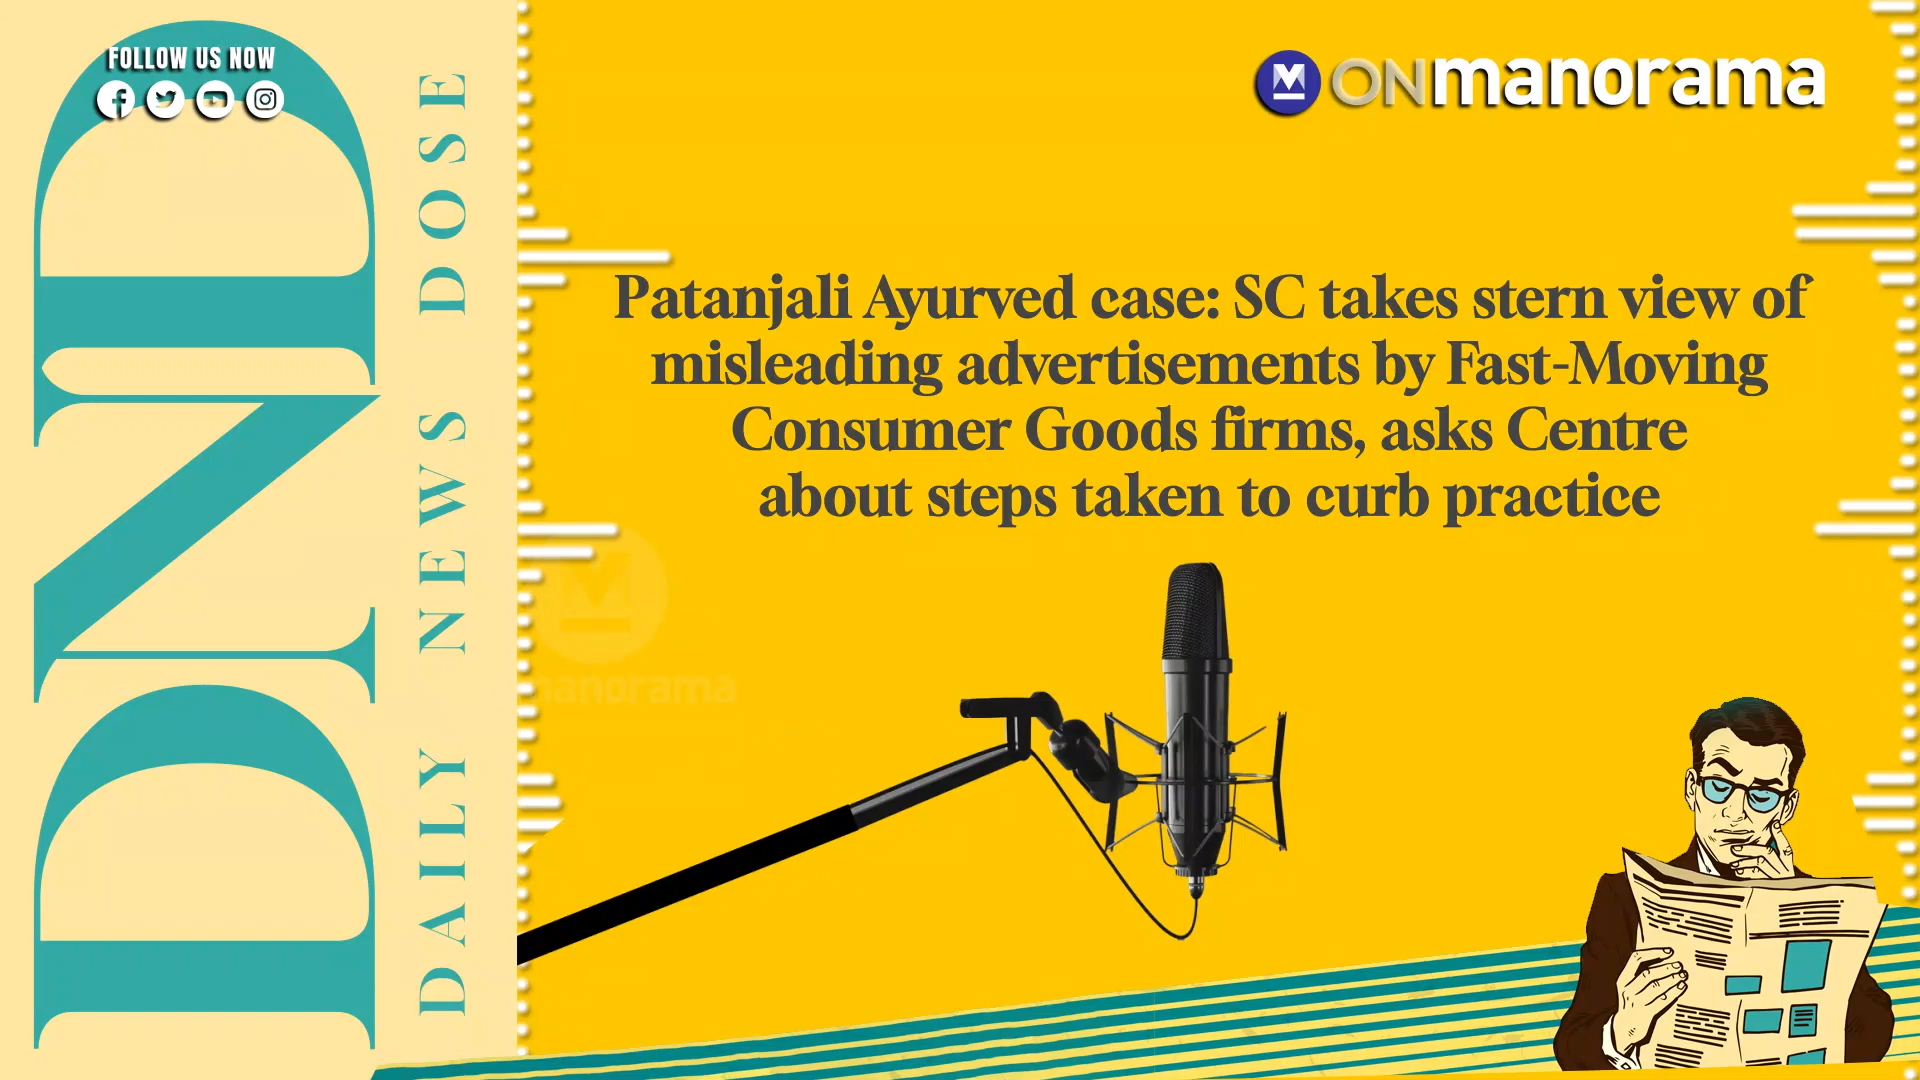 FOLLOW US NOW
DND
DAILY NEWS DOSE
ONmanorama
Patanjali Ayurved case: SC takes stern view of
misleading advertisements by Fast-Moving
Consumer Goods firms, asks Centre
about steps taken to curb practice
manorama